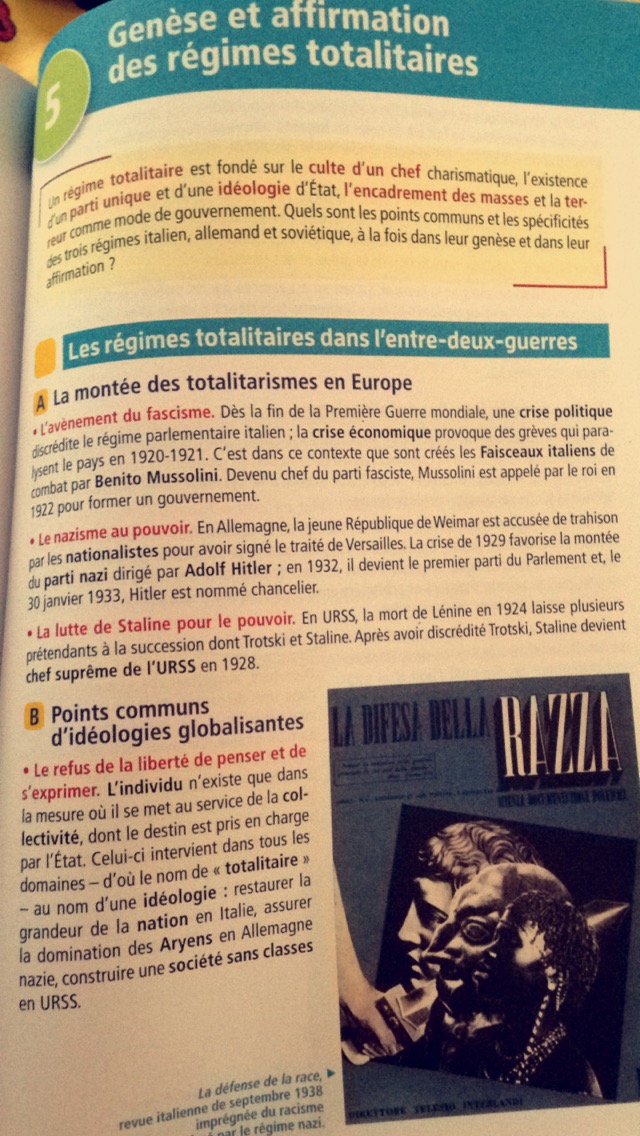 5
Genèse et affirmation
des régimes totalitaires
Un régime totalitaire est fondé sur le culte d'un chef charismatique, l'existence
d'un parti unique et d'une idéologie d'État, l'encadrement des masses et la ter-
reur comme mode de gouvernement. Quels sont les points communs et les spécificités
des trois régimes italien, allemand et soviétique, à la fois dans leur genèse et dans leur
affirmation ?
Les régimes totalitaires dans l'entre-deux-guerres
A La montée des totalitarismes en Europe
• L'avènement du fascisme. Dès la fin de la Première Guerre mondiale, une crise politique
discrédite le régime parlementaire italien ; la crise économique provoque des grèves qui para-
lysent le pays en 1920-1921. C'est dans ce contexte que sont créés les Faisceaux italiens de
combat par Benito Mussolini. Devenu chef du parti fasciste, Mussolini est appelé par le roi en
1922 pour former un gouvernement.
• Le nazisme au pouvoir. En Allemagne, la jeune République de Weimar est accusée de trahison
par les nationalistes pour avoir signé le traité de Versailles. La crise de 1929 favorise la montée
du parti nazi dirigé par Adolf Hitler ; en 1932, il devient le premier parti du Parlement et, le
30 janvier 1933, Hitler est nommé chancelier.
• La lutte de Staline pour le pouvoir. En URSS, la mort de Lénine en 1924 laisse plusieurs
prétendants à la succession dont Trotski et Staline. Après avoir discrédité Trotski, Staline devient
chef suprême de l'URSS en 1928.
B Points communs
d'idéologies globalisantes
• Le refus de la liberté de penser et de
s'exprimer. L'individu n'existe que dans
la mesure où il se met au service de la col-
lectivité, dont le destin est pris en charge
par l'État. Celui-ci intervient dans tous les
domaines – d'où le nom de « totalitaire »
– au nom d'une idéologie : restaurer la
grandeur de la nation en Italie, assurer
la domination des Aryens en Allemagne
nazie, construire une société sans classes
en URSS.
LA DIFESA DELLA RAZZA
SCIENZA DOCUMENTAZIONE POLEMICA
DIRETTORE TELESIO INTERLANDI
La défense de la race,
revue italienne de septembre 1938
imprégnée du racisme
par le régime nazi.